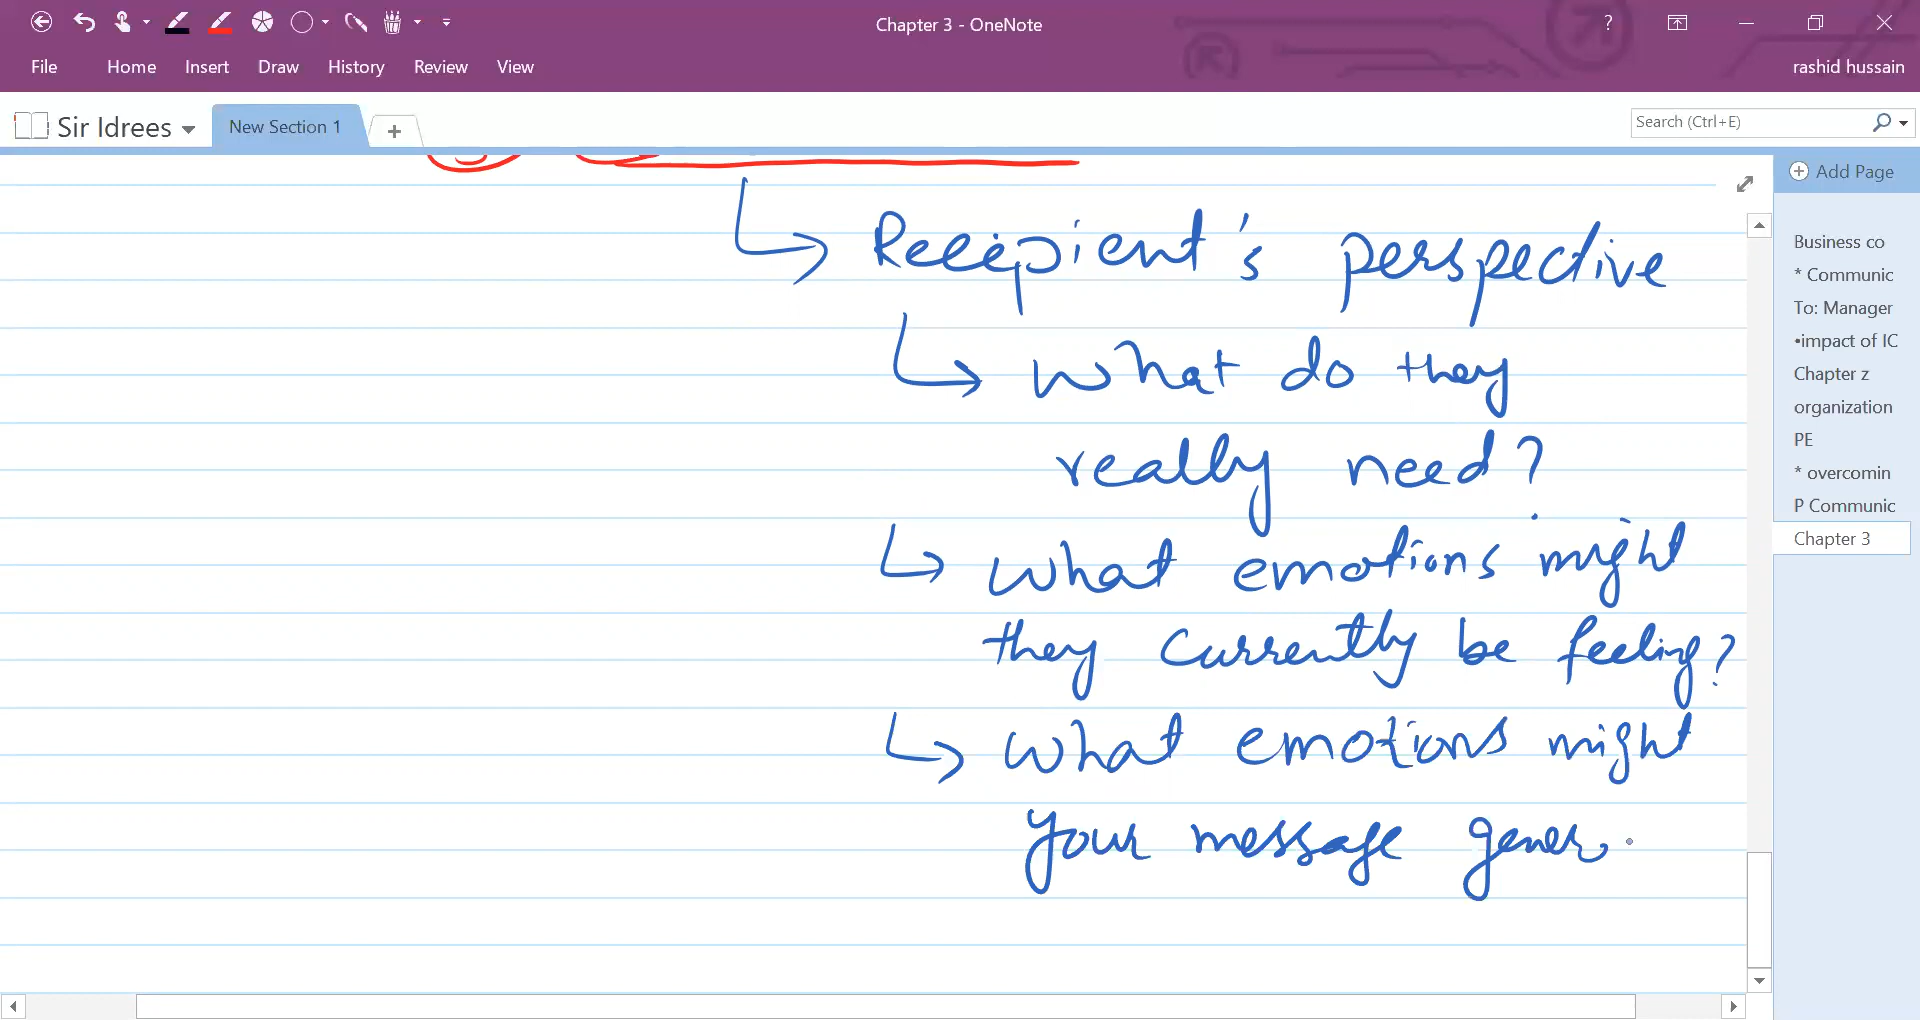 Chapter 3 - OneNote
?
File Home Insert Draw History Review View
rashid hussain
Sir Idrees
New Section 1
+
Search (Ctrl+E)
Add Page
Business co
* Communic
To: Manager
•impact of IC
Chapter z
organization
PE
* overcomin
P Communic
Chapter 3
Recipient's perspective
What do they
really need?
What emotions might
they currently be feeling?
What emotions might
your message gener